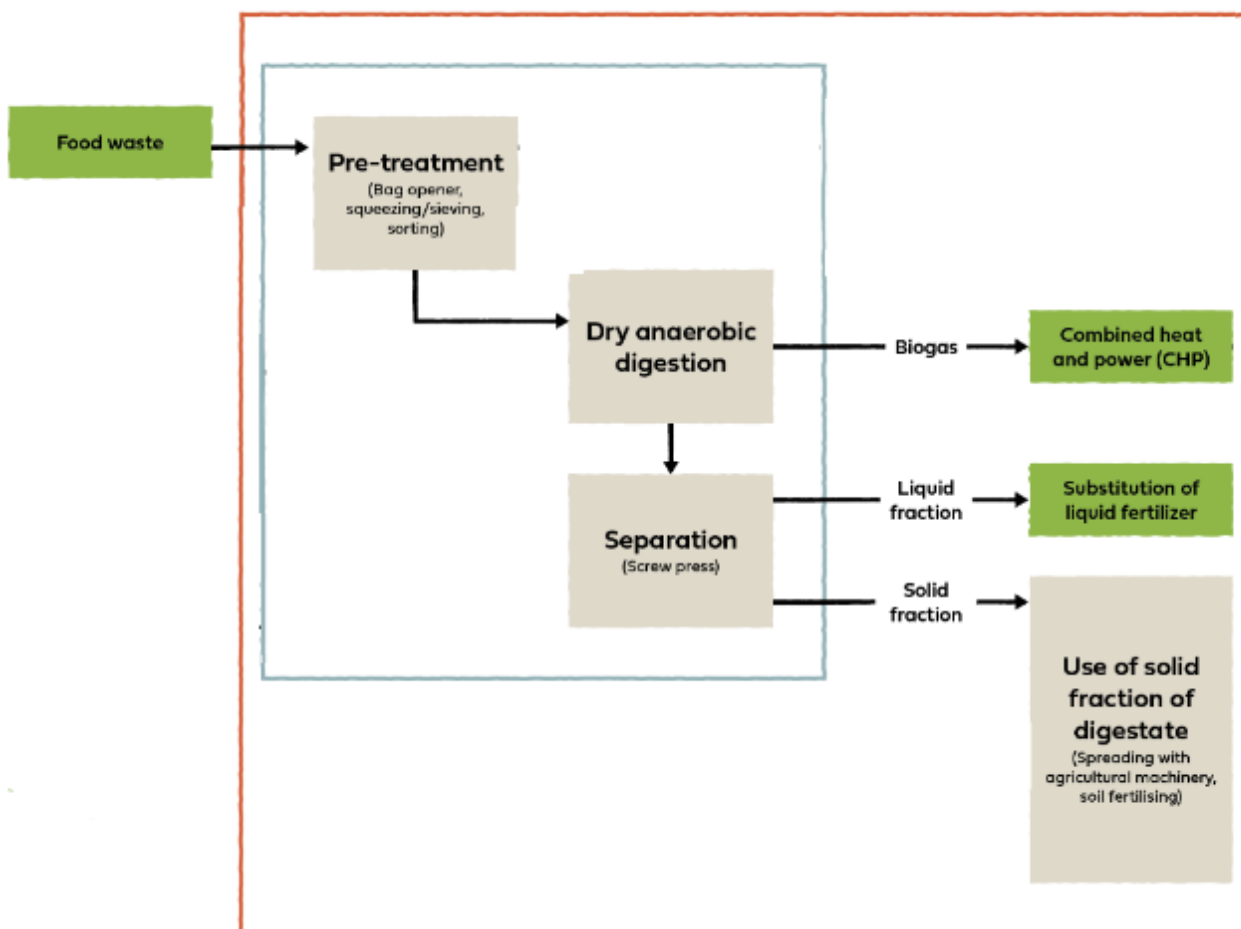 Food waste
Pre-treatment
(Bag opener,
squeezing/sieving,
sorting)
Dry anaerobic
digestion
Biogas
Combined heat
and power (CHP)
Separation
(Screw press)
Liquid
fraction
Substitution of
liquid fertilizer
Solid
fraction
Use of solid
fraction of
digestate
(Spreading with
agricultural machinery,
soil fertilising)